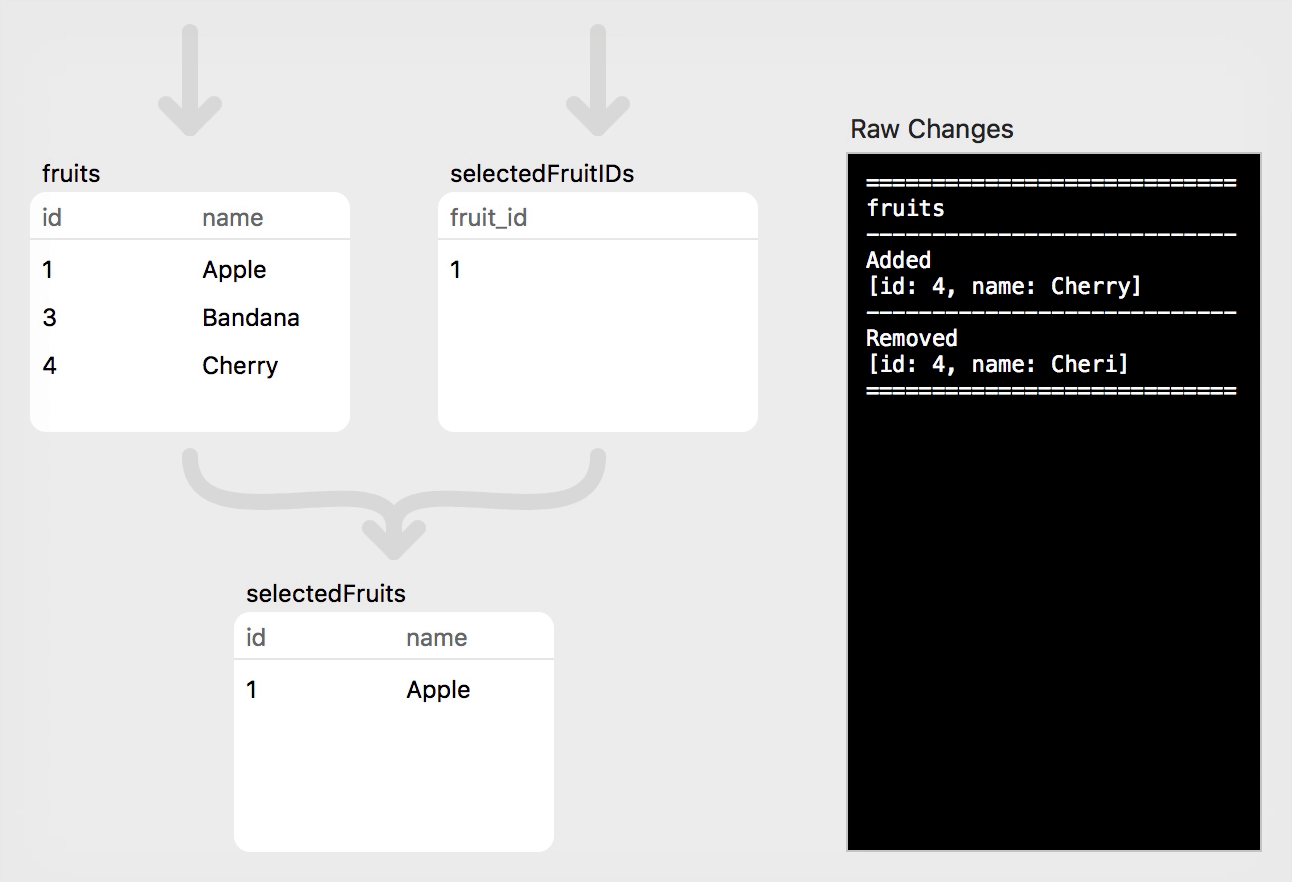 fruits
id name
1 Apple
3 Bandana
4 Cherry
selectedFruitIDs
fruit_id
1
selectedFruits
id name
1 Apple
Raw Changes
============================
fruits
----------------------------
Added
[id: 4, name: Cherry]
----------------------------
Removed
[id: 4, name: Cheri]
============================